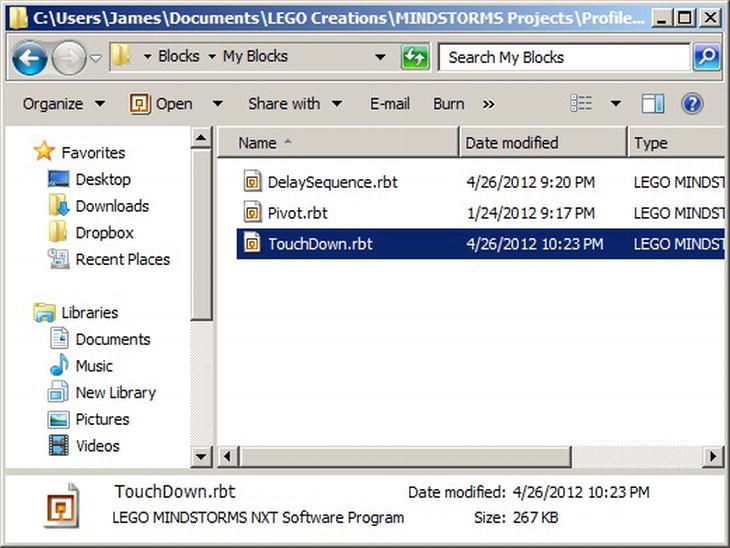 C:\Users\James\Documents\LEGO Creations\MINDSTORMS Projects\Profile...
Blocks My Blocks Search My Blocks
Organize Open Share with E-mail Burn »
Name Date modified Type
Favorites
Desktop
Downloads
Dropbox
Recent Places
Libraries
Documents
Music
New Library
Pictures
Videos
DelaySequence.rbt 4/26/2012 9:20 PM LEGO MINDST
Pivot.rbt 1/24/2012 9:17 PM LEGO MINDST
TouchDown.rbt 4/26/2012 10:23 PM LEGO MINDST
TouchDown.rbt Date modified: 4/26/2012 10:23 PM
LEGO MINDSTORMS NXT Software Program Size: 267 KB